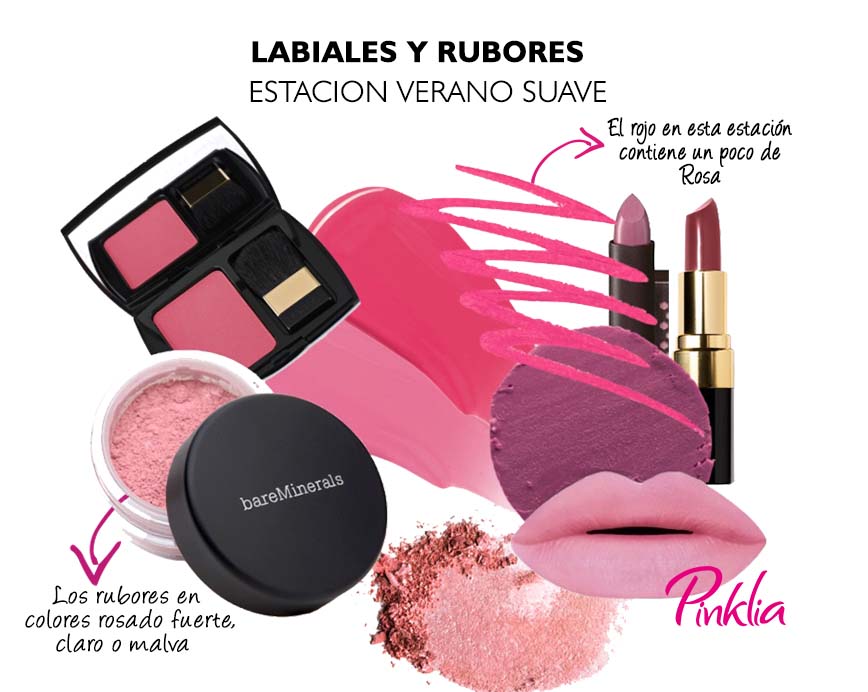 LABIALES Y RUBORES
ESTACION VERANO SUAVE
El rojo en esta estación
contiene un poco de
Rosa
bareMinerals
Los rubores en
colores rosado fuerte,
claro o malva
Pinklia